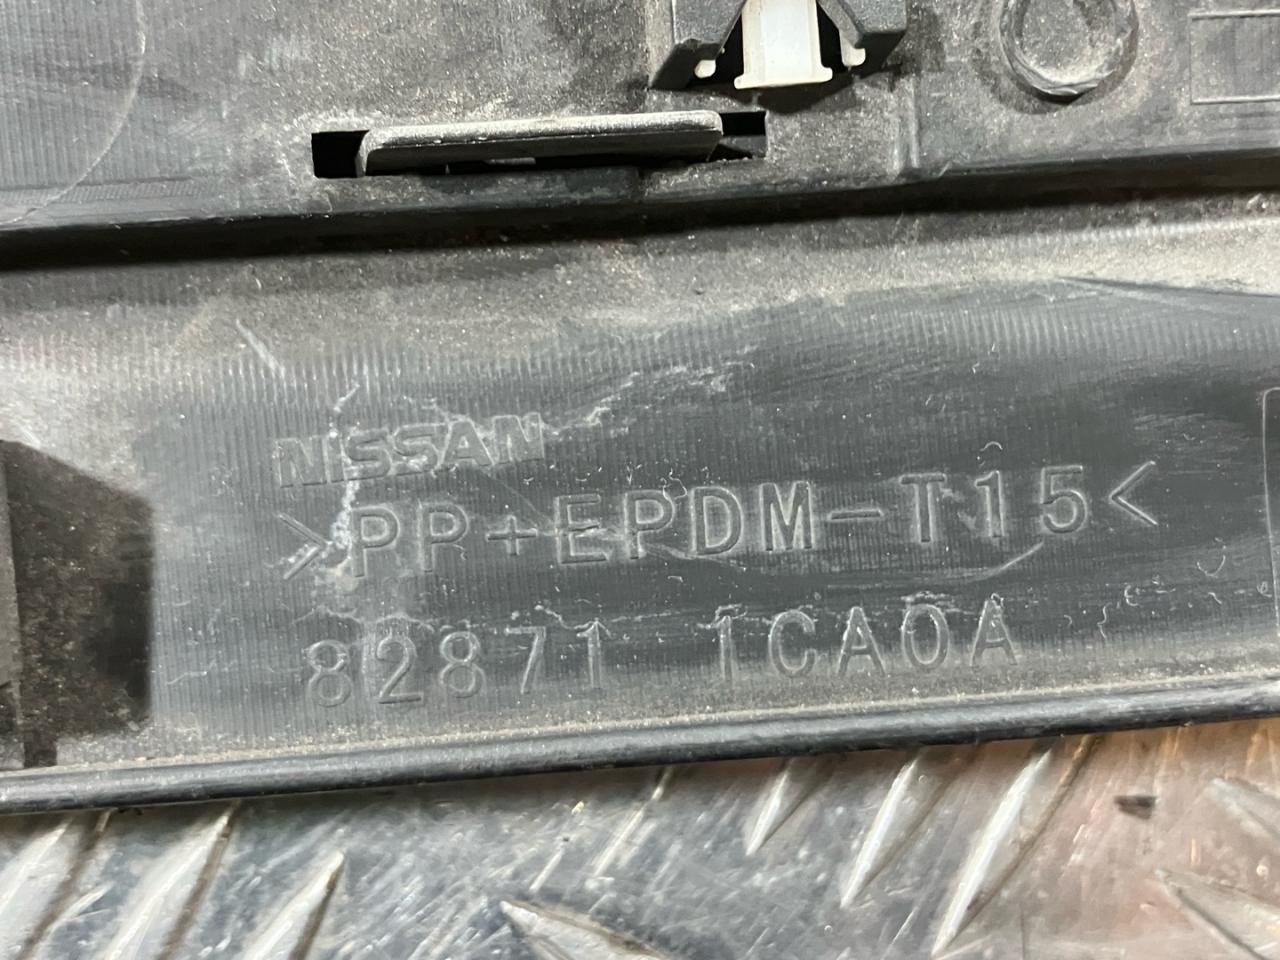 NISSAN
>PP+EPDM-T15<
82871 1CA0A